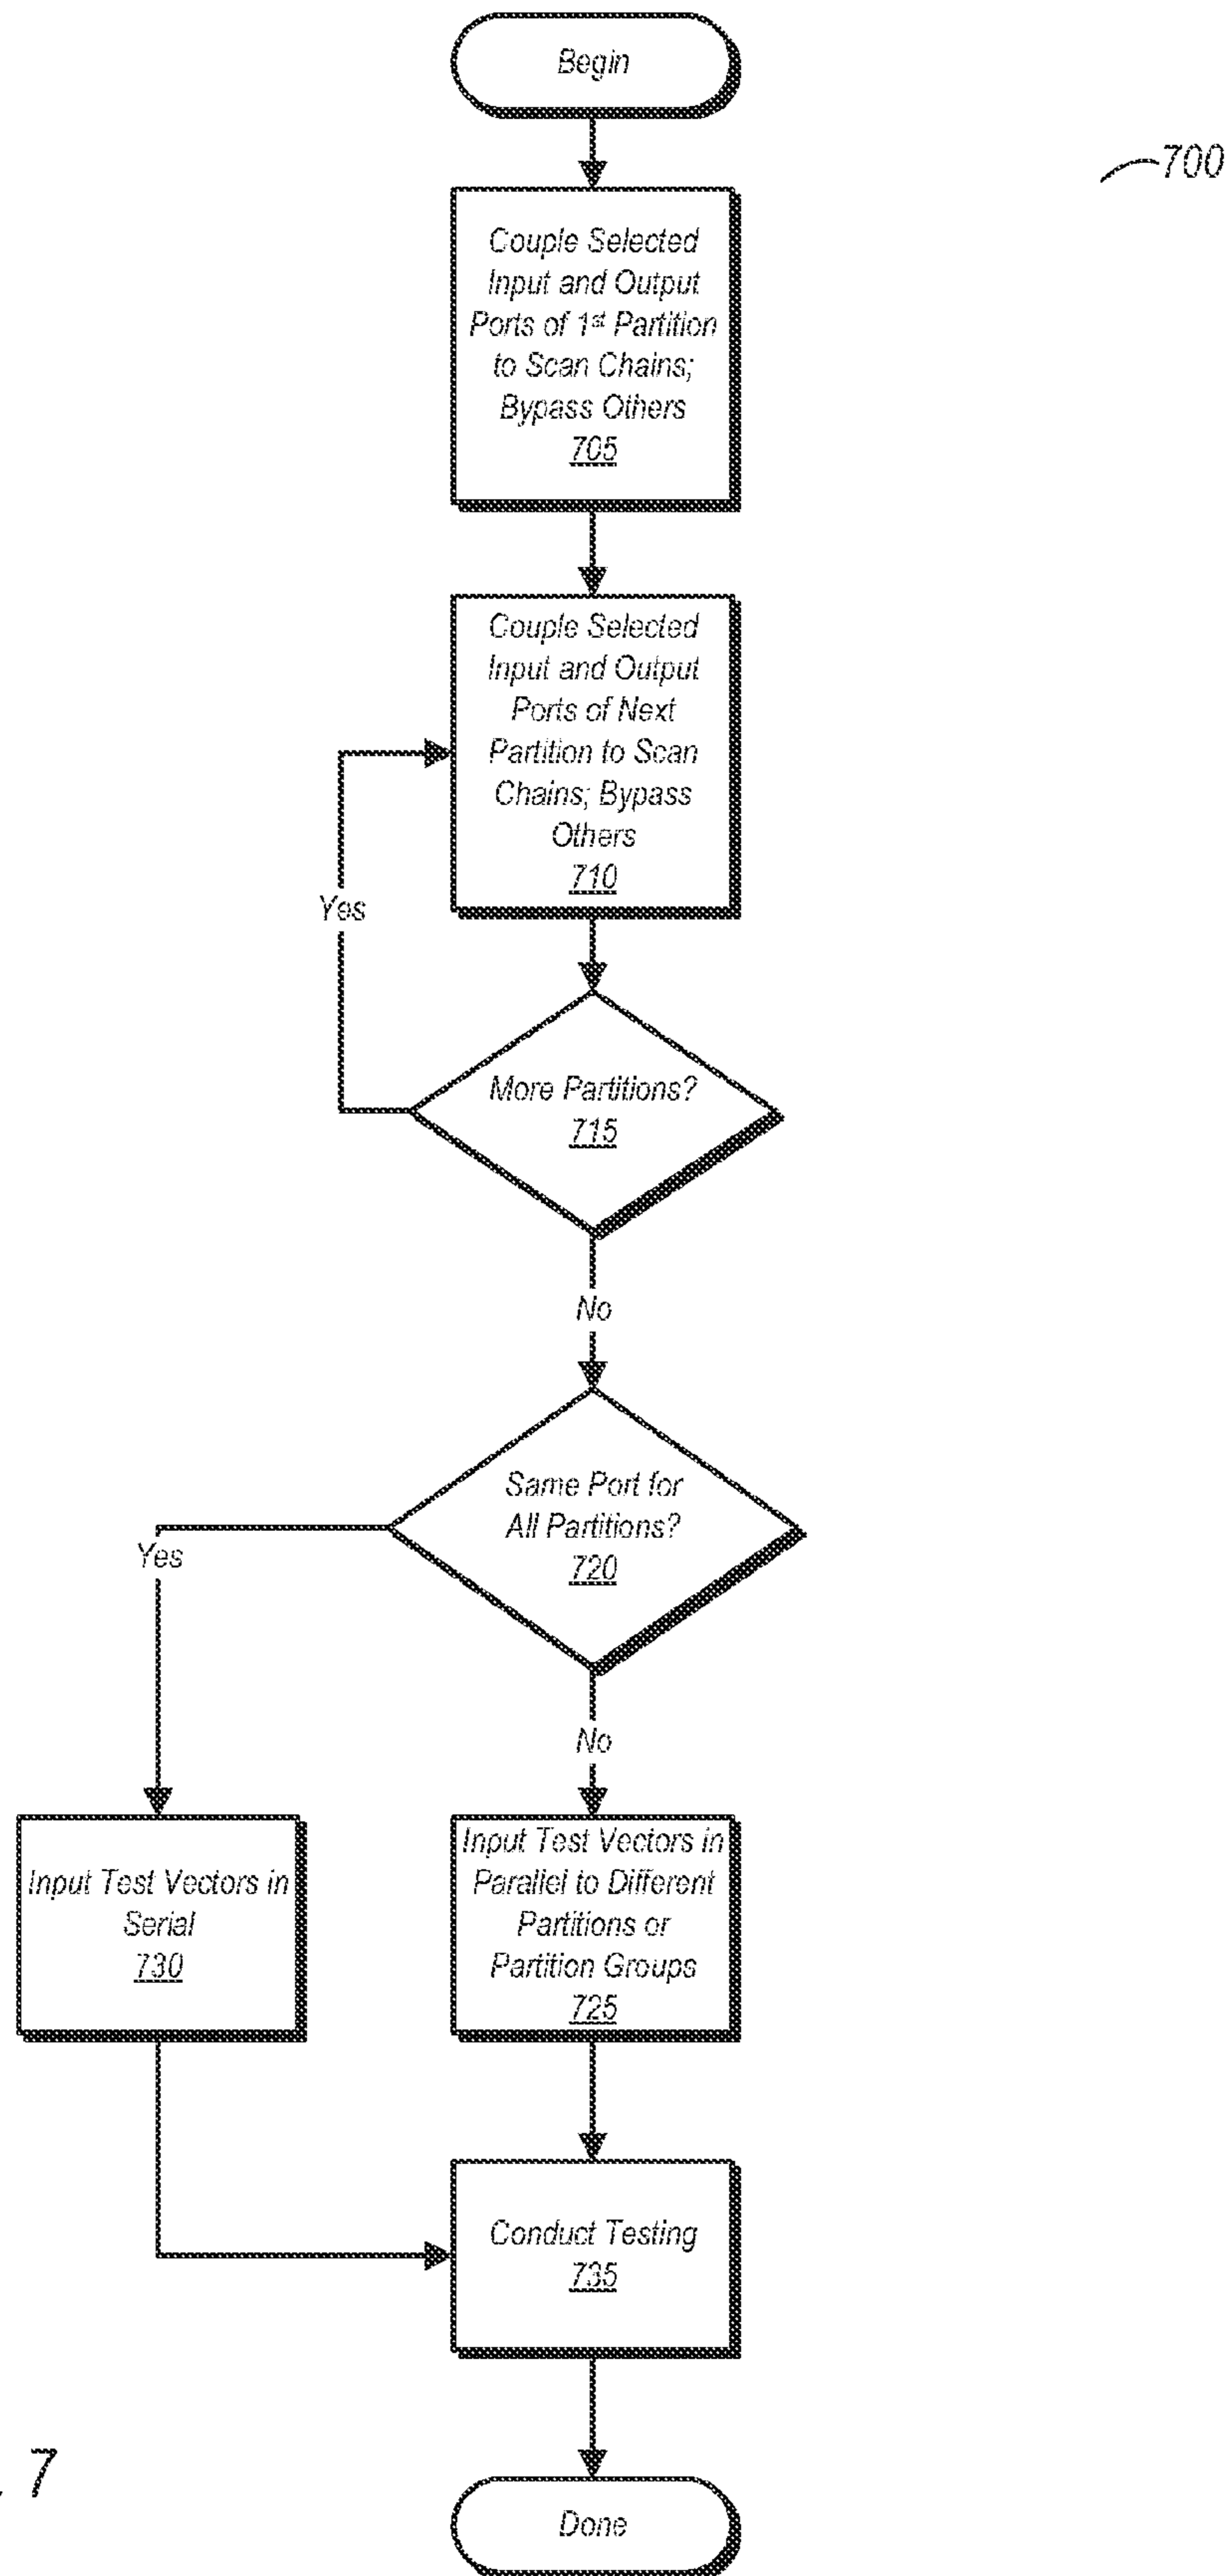 Begin
700
Couple Selected
Input and Output
Ports of 1st Partition
to Scan Chains;
Bypass Others
705
Couple Selected
Input and Output
Ports of Next
Partition to Scan
Chains; Bypass
Others
710
Yes
More Partitions?
715
No
Same Port for
All Partitions?
720
Yes
No
Input Test Vectors in
Serial
730
Input Test Vectors in
Parallel to Different
Partitions or
Partition Groups
725
Conduct Testing
735
7
Done